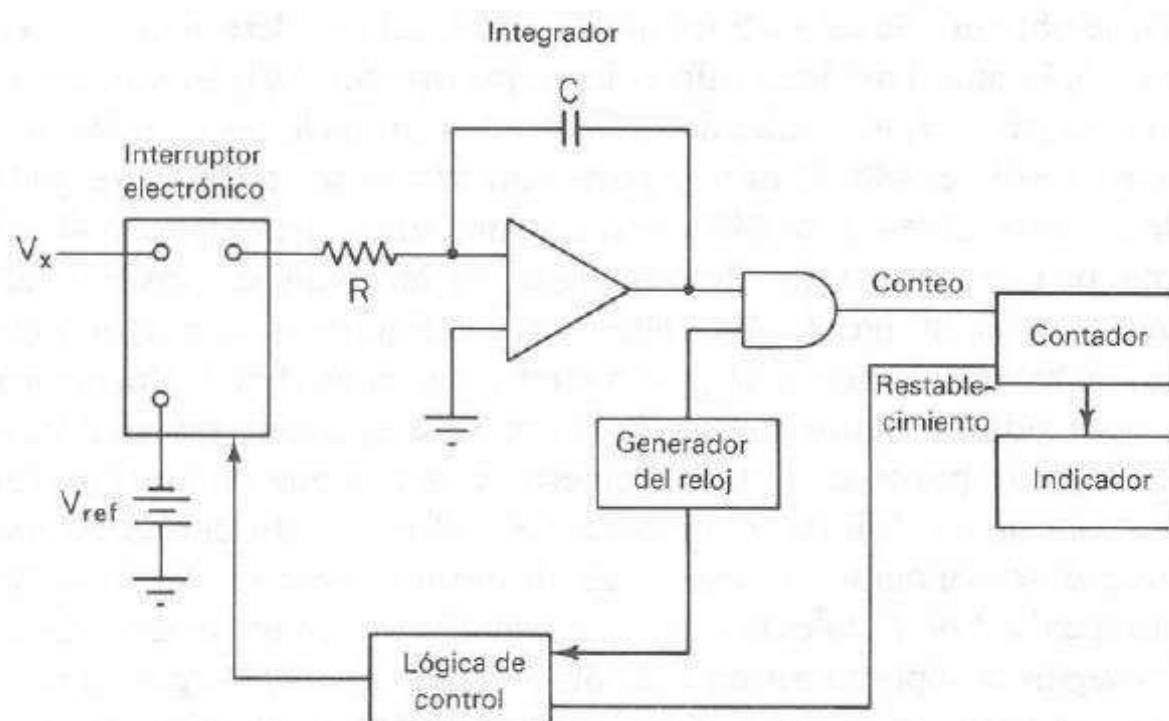 Integrador
C
Interruptor
electrónico
Vx
R
Conteo
Contador
Restable-
cimiento
Generador
del reloj
Indicador
Vref
Lógica de
control